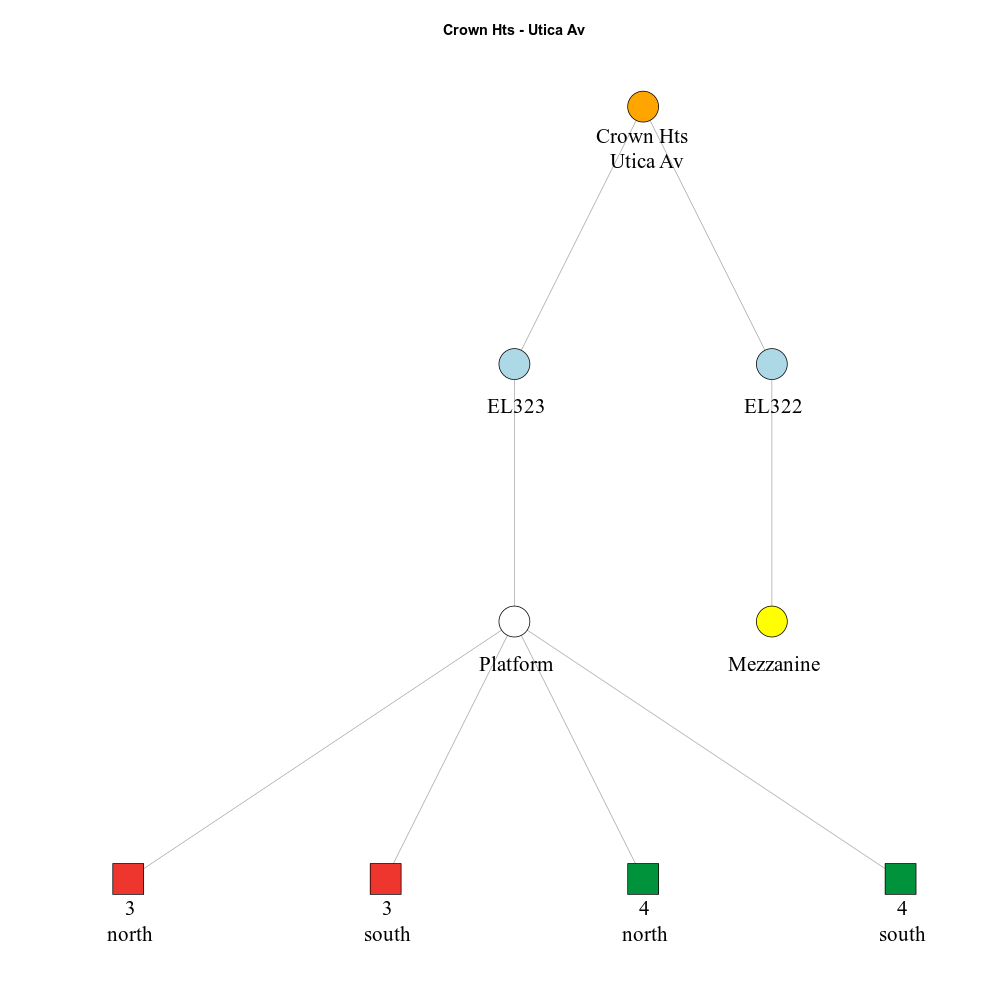 Crown Hts - Utica Av
Crown Hts
Utica Av
EL323
EL322
Platform
Mezzanine
3
north
3
south
4
north
4
south